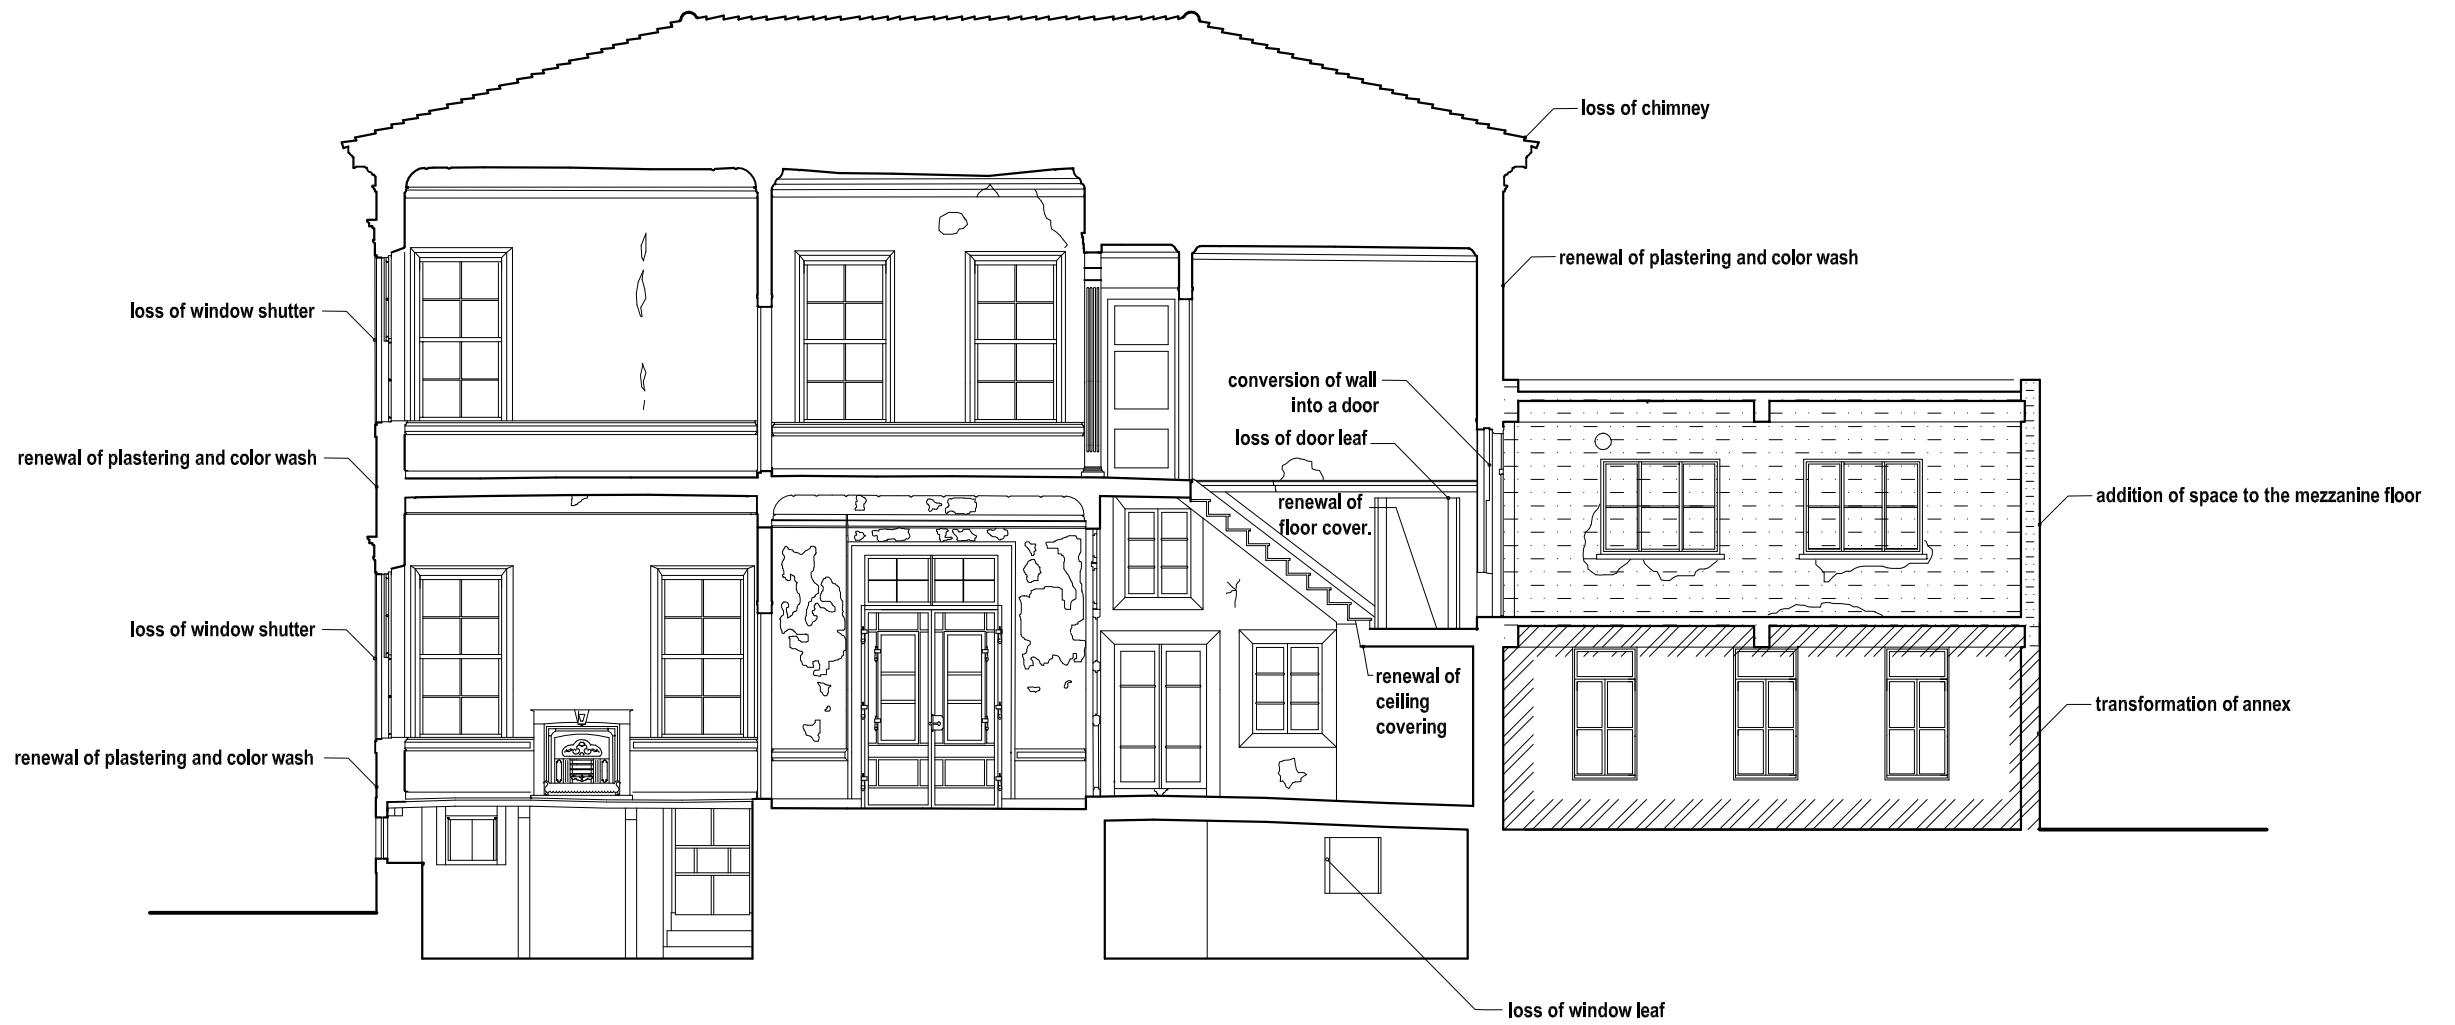 loss of chimney
renewal of plastering and color wash
loss of window shutter
conversion of wall
into a door
loss of door leaf
renewal of plastering and color wash
renewal of
floor cover.
addition of space to the mezzanine floor
loss of window shutter
renewal of
ceiling
covering
transformation of annex
renewal of plastering and color wash
loss of window leaf